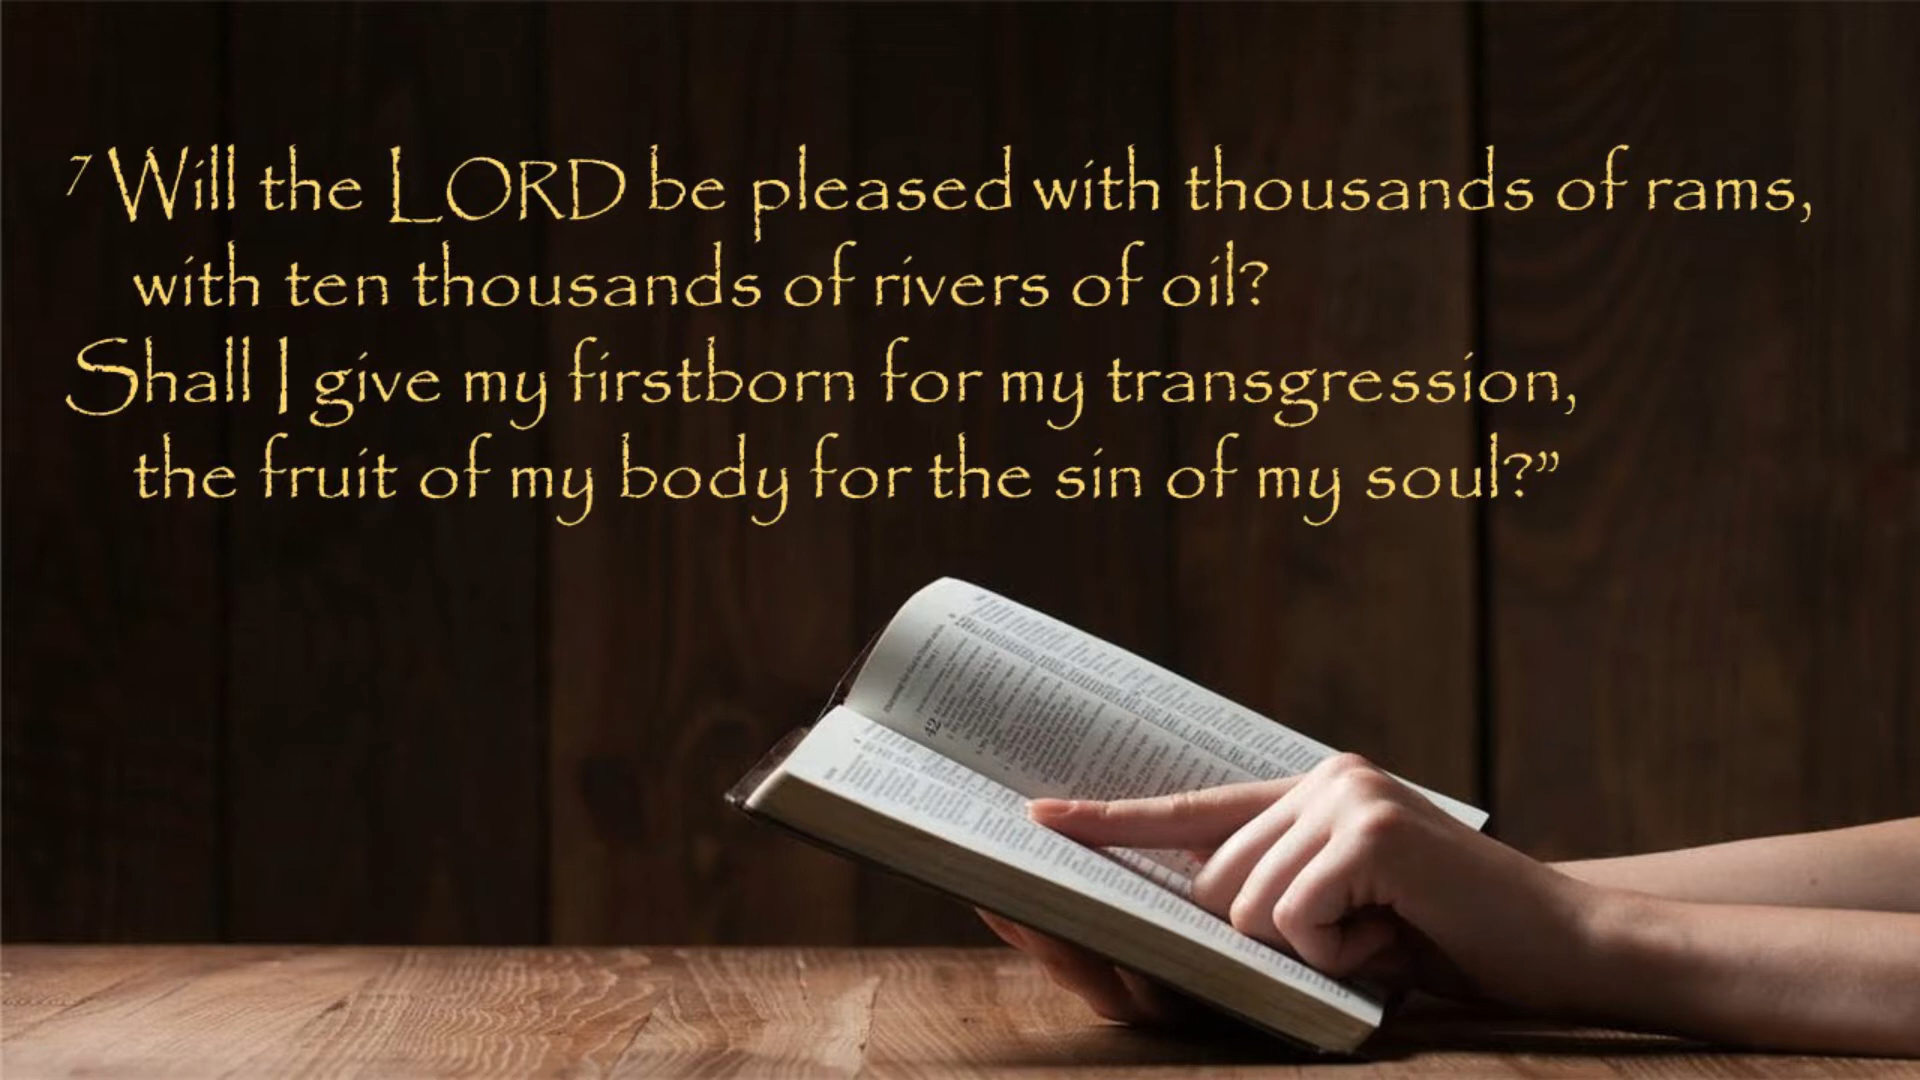 7 Will the LORD be pleased with thousands of rams,
with ten thousands of rivers of oil?
Shall I give my firstborn for my transgression,
the fruit of my body for the sin of my soul?”
42